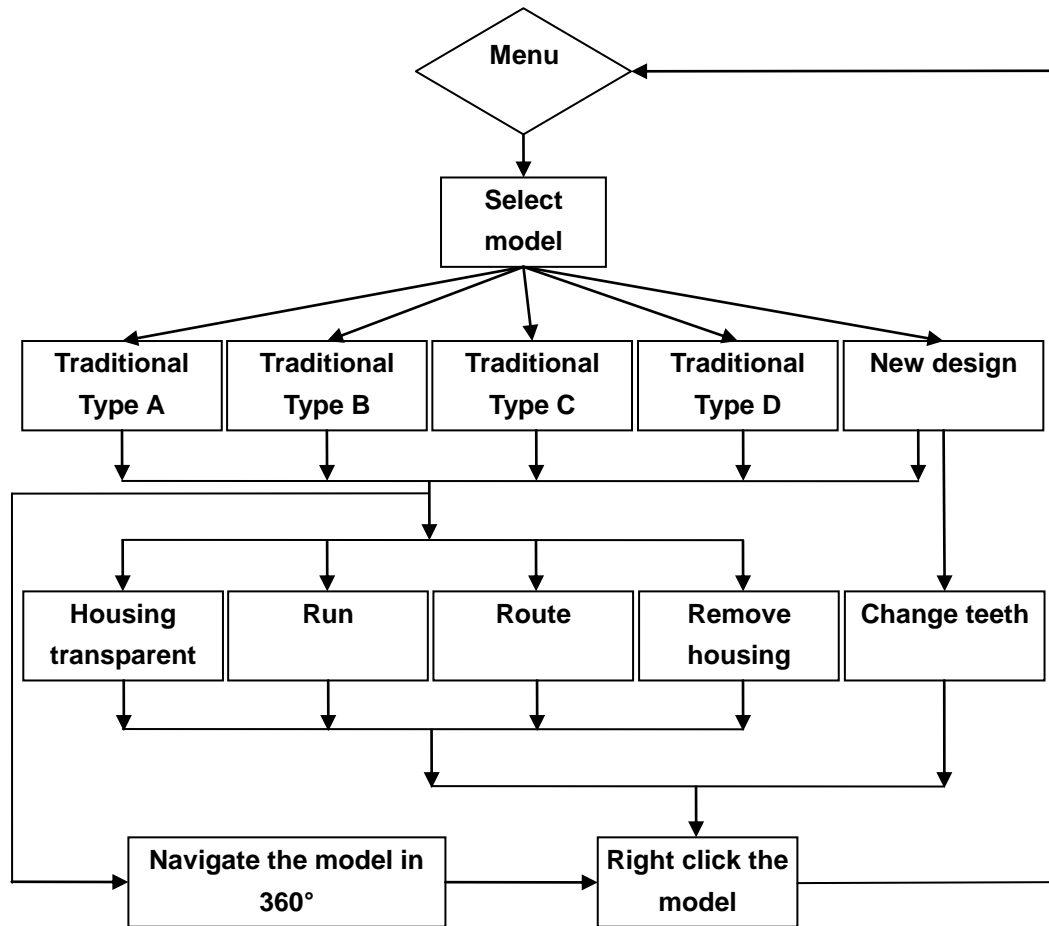 Menu
Select
model
Traditional
Type A
Traditional
Type B
Traditional
Type C
Traditional
Type D
New design
Housing
transparent
Run
Route
Remove
housing
Change teeth
Navigate the model in
360°
Right click the
model